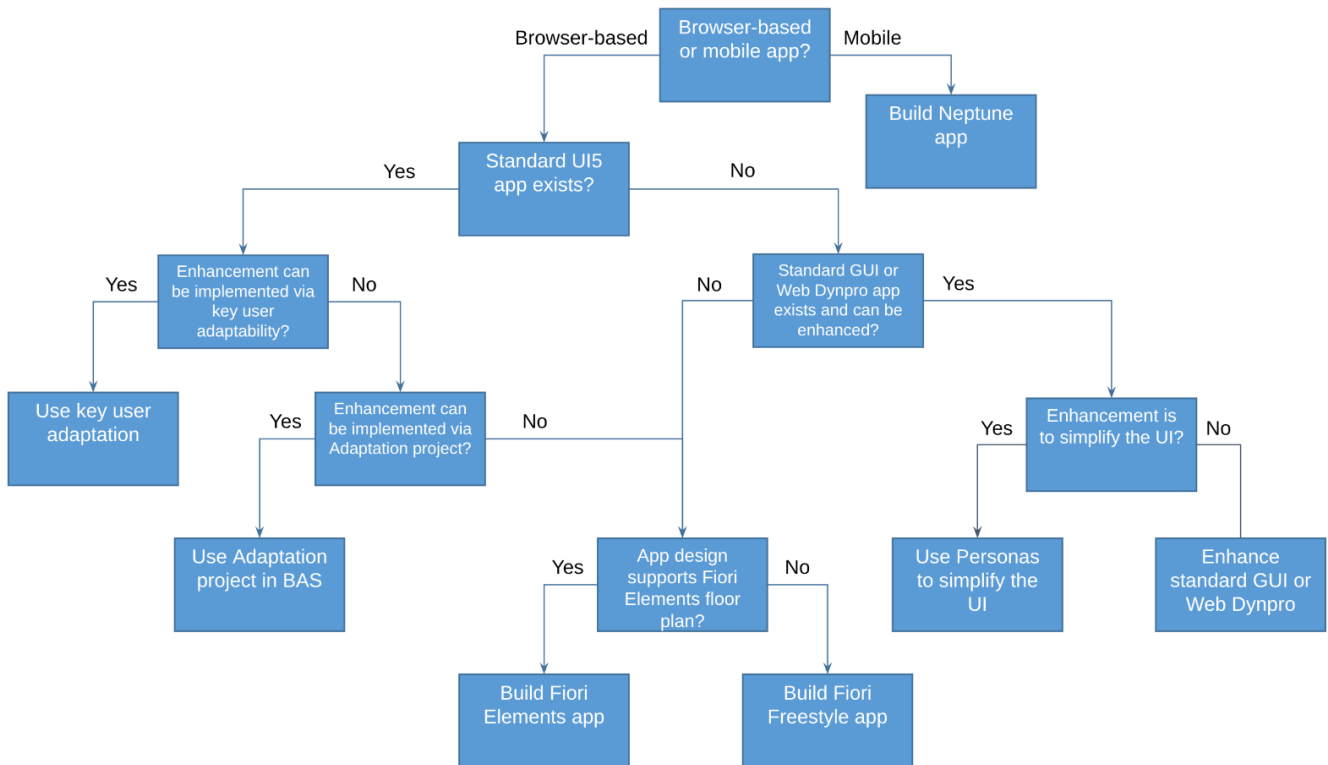 Browser-based
or mobile app?
Browser-based
Mobile
Build Neptune
app
Standard UI5
app exists?
Yes
No
Enhancement can
be implemented via
key user
adaptability?
Yes
No
Standard GUI or
Web Dynpro app
exists and can be
enhanced?
No
Yes
Use key user
adaptation
Enhancement can
be implemented via
Adaptation project?
Yes
No
Enhancement is
to simplify the UI?
Yes
No
Use Adaptation
project in BAS
App design
supports Fiori
Elements floor
plan?
Yes
No
Use Personas
to simplify the
UI
Enhance
standard GUI or
Web Dynpro
Build Fiori
Elements app
Build Fiori
Freestyle app